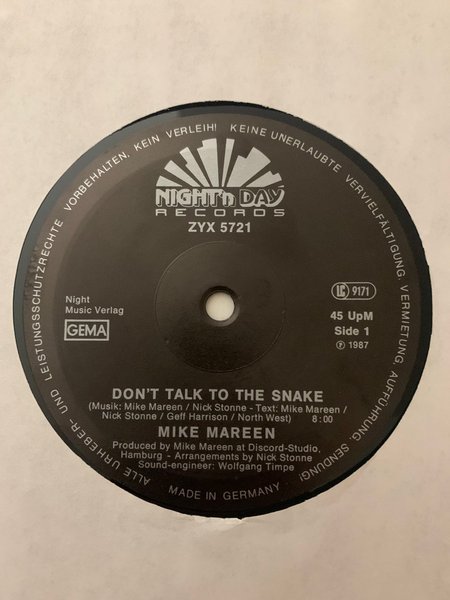 ALLE URHEBER- UND LEISTUNGSSCHUTZRECHTE VORBEHALTEN. KEIN VERLEIH! KEINE UNERLAUBTE VERVIELFÄLTIGUNG, VERMIETUNG AUFFÜHRUNG, SENDUNG!
NIGHT'n DAY
RECORDS
ZYX 5721
Night
Music Verlag
GEMA
LC 9171
45 UpM
Side 1
℗ 1987
DON'T TALK TO THE SNAKE
(Musik: Mike Mareen / Nick Stonne - Text: Mike Mareen /
Nick Stonne / Geff Harrison / North West) 8:00
MIKE MAREEN
Produced by Mike Mareen at Discord-Studio,
Hamburg - Arrangements by Nick Stonne
Sound-engineer: Wolfgang Timpe
MADE IN GERMANY